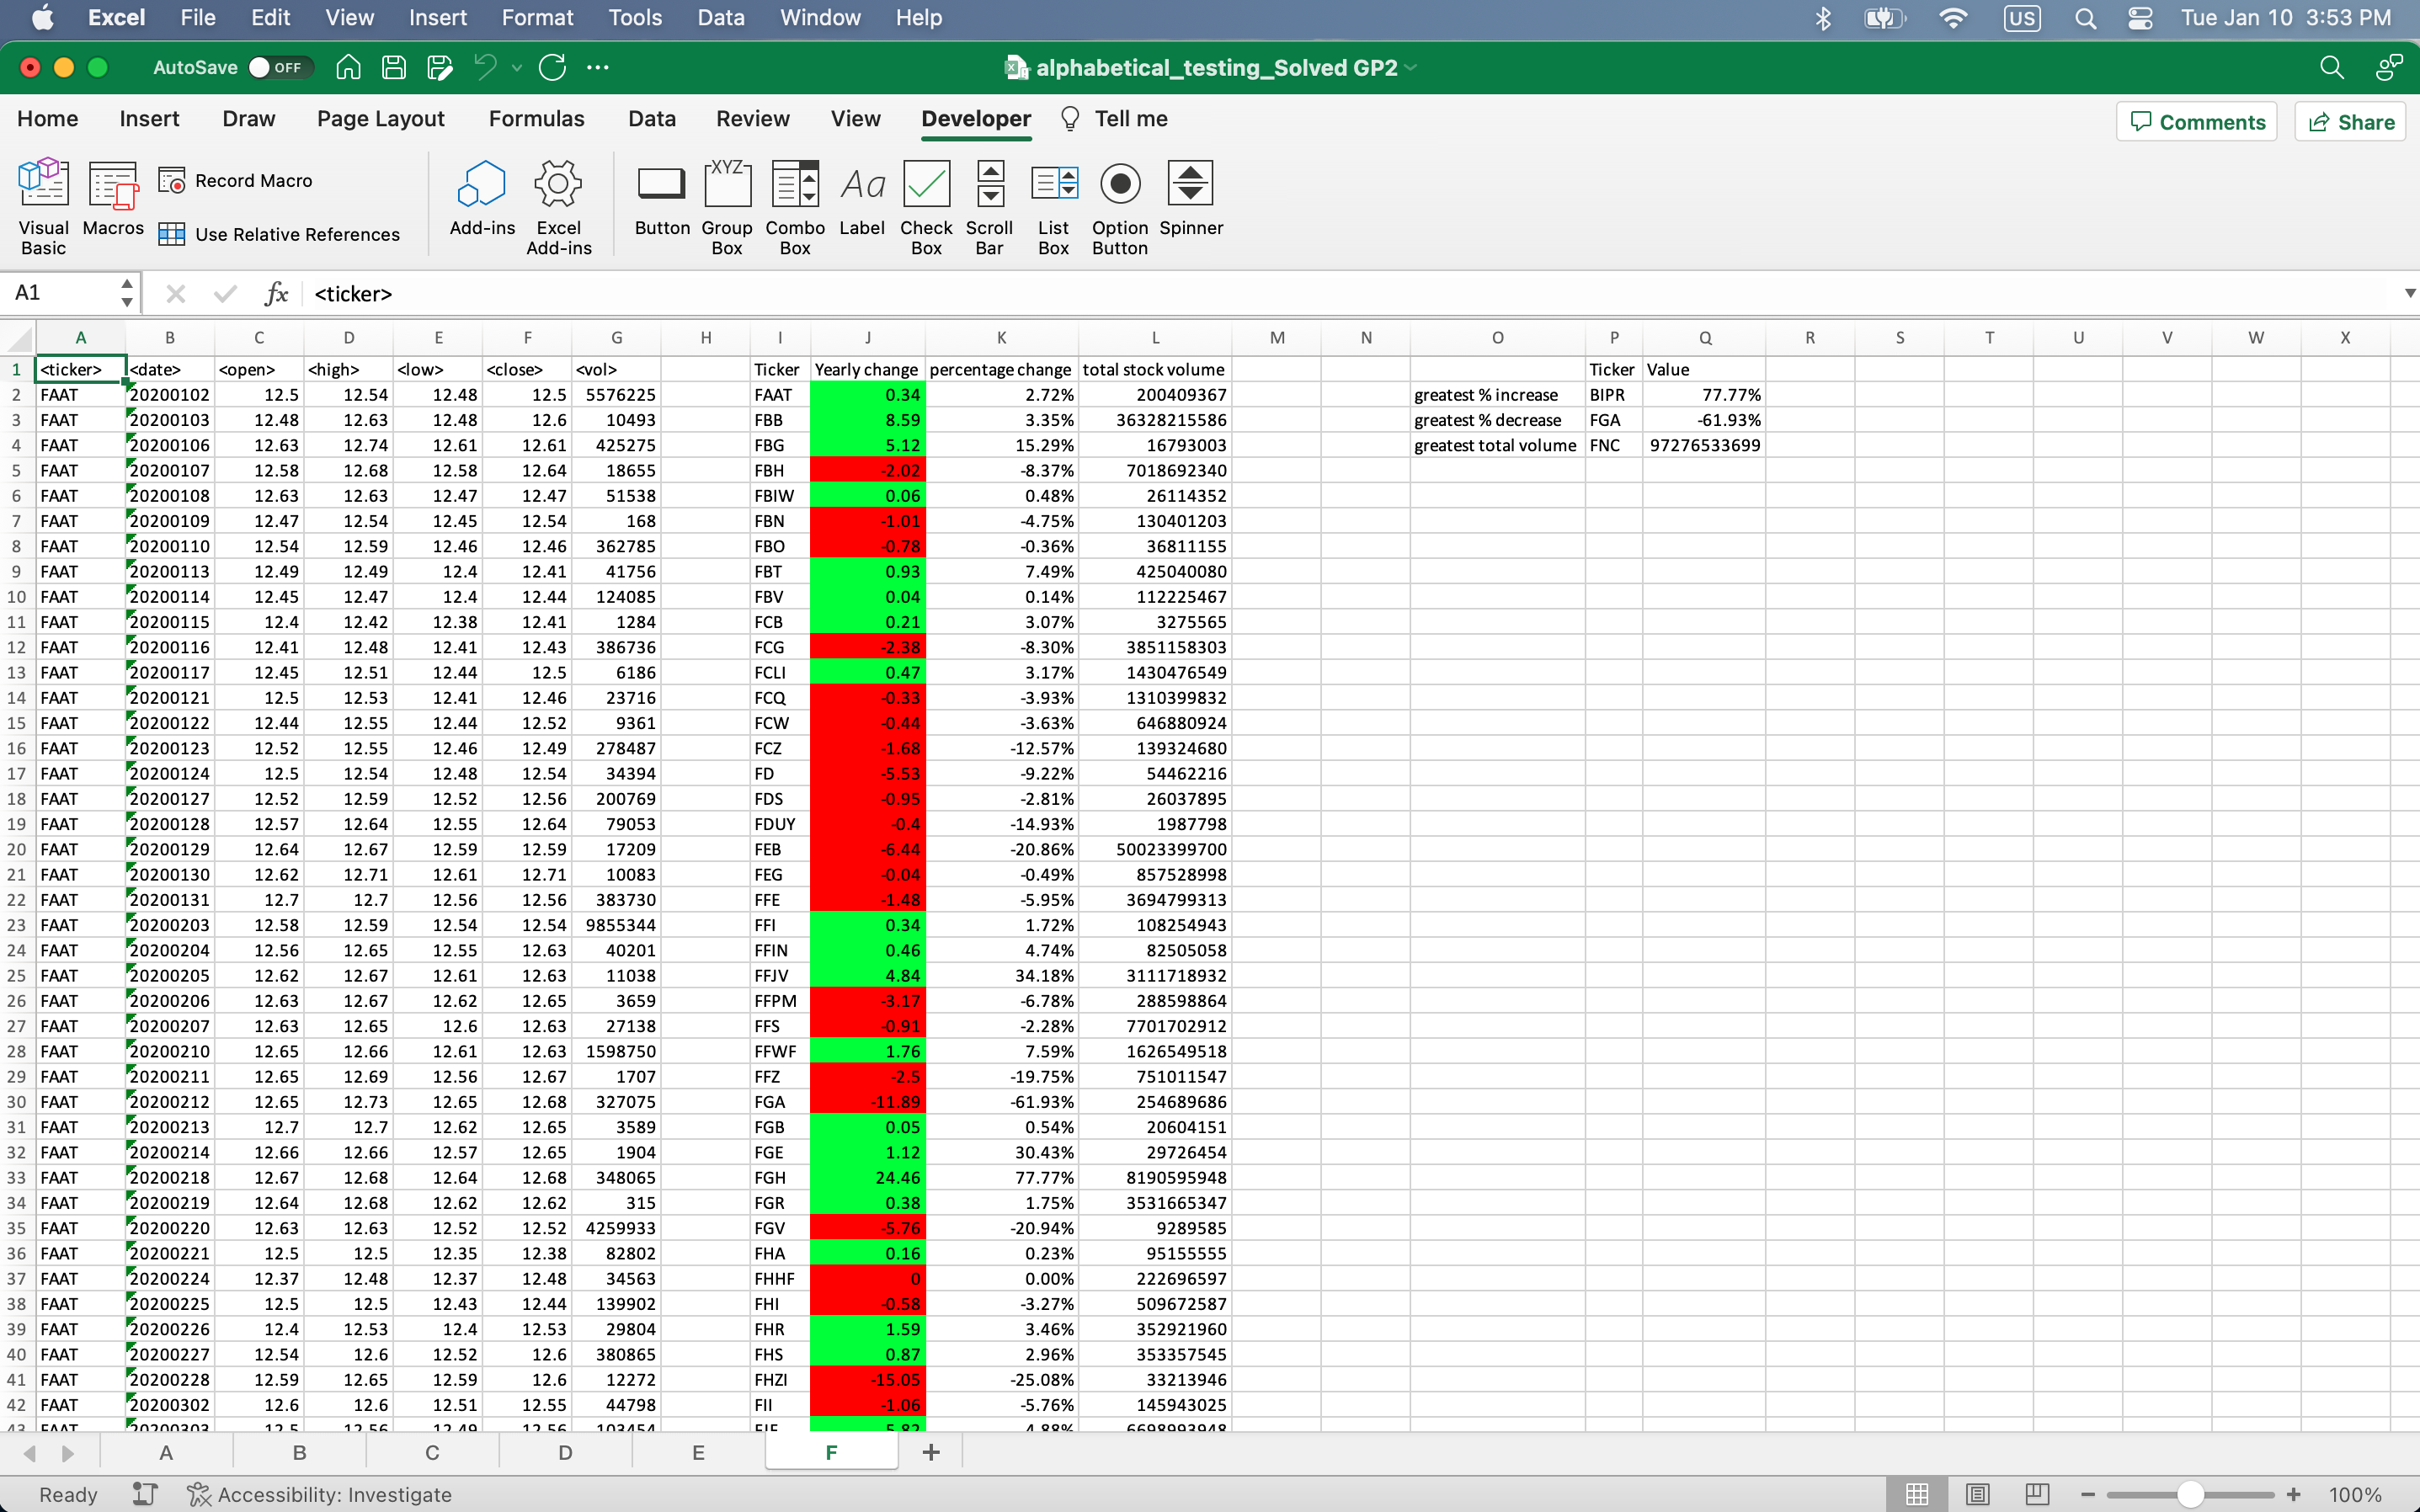 Excel File Edit View Insert Format Tools Data Window Help US Tue Jan 10 3:53 PM
AutoSave OFF alphabetical_testing_Solved GP2
Home Insert Draw Page Layout Formulas Data Review View Developer Tell me Comments Share
Visual Basic Macros Record Macro Use Relative References Add-ins Excel Add-ins Button XYZ Group Box Combo Box Aa Label Check Box Scroll Bar List Box Option Button Spinner
A1 fx <ticker>
A B C D E F G H I J K L M N O P Q R S T U V W X
1 <ticker> <date> <open> <high> <low> <close> <vol> Ticker Yearly change percentage change total stock volume Ticker Value
2 FAAT 20200102 12.5 12.54 12.48 12.5 5576225 FAAT 0.34 2.72% 200409367 greatest % increase BIPR 77.77%
3 FAAT 20200103 12.48 12.63 12.48 12.6 10493 FBB 8.59 3.35% 36328215586 greatest % decrease FGA -61.93%
4 FAAT 20200106 12.63 12.74 12.61 12.61 425275 FBG 5.12 15.29% 16793003 greatest total volume FNC 97276533699
5 FAAT 20200107 12.58 12.68 12.58 12.64 18655 FBH -2.02 -8.37% 7018692340
6 FAAT 20200108 12.63 12.63 12.47 12.47 51538 FBIW 0.06 0.48% 26114352
7 FAAT 20200109 12.47 12.54 12.45 12.54 168 FBN -1.01 -4.75% 130401203
8 FAAT 20200110 12.54 12.59 12.46 12.46 362785 FBO -0.78 -0.36% 36811155
9 FAAT 20200113 12.49 12.49 12.4 12.41 41756 FBT 0.93 7.49% 425040080
10 FAAT 20200114 12.45 12.47 12.4 12.44 124085 FBV 0.04 0.14% 112225467
11 FAAT 20200115 12.4 12.42 12.38 12.41 1284 FCB 0.21 3.07% 3275565
12 FAAT 20200116 12.41 12.48 12.41 12.43 386736 FCG -2.38 -8.30% 3851158303
13 FAAT 20200117 12.45 12.51 12.44 12.5 6186 FCLI 0.47 3.17% 1430476549
14 FAAT 20200121 12.5 12.53 12.41 12.46 23716 FCQ -0.33 -3.93% 1310399832
15 FAAT 20200122 12.44 12.55 12.44 12.52 9361 FCW -0.44 -3.63% 646880924
16 FAAT 20200123 12.52 12.55 12.46 12.49 278487 FCZ -1.68 -12.57% 139324680
17 FAAT 20200124 12.5 12.54 12.48 12.54 34394 FD -5.53 -9.22% 54462216
18 FAAT 20200127 12.52 12.59 12.52 12.56 200769 FDS -0.95 -2.81% 26037895
19 FAAT 20200128 12.57 12.64 12.55 12.64 79053 FDUY -0.4 -14.93% 1987798
20 FAAT 20200129 12.64 12.67 12.59 12.59 17209 FEB -6.44 -20.86% 50023399700
21 FAAT 20200130 12.62 12.71 12.61 12.71 10083 FEG -0.04 -0.49% 857528998
22 FAAT 20200131 12.7 12.7 12.56 12.56 383730 FFE -1.48 -5.95% 3694799313
23 FAAT 20200203 12.58 12.59 12.54 12.54 9855344 FFI 0.34 1.72% 108254943
24 FAAT 20200204 12.56 12.65 12.55 12.63 40201 FFIN 0.46 4.74% 82505058
25 FAAT 20200205 12.62 12.67 12.61 12.63 11038 FFJV 4.84 34.18% 3111718932
26 FAAT 20200206 12.63 12.67 12.62 12.65 3659 FFPM -3.17 -6.78% 288598864
27 FAAT 20200207 12.63 12.65 12.6 12.63 27138 FFS -0.91 -2.28% 7701702912
28 FAAT 20200210 12.65 12.66 12.61 12.63 1598750 FFWF 1.76 7.59% 1626549518
29 FAAT 20200211 12.65 12.69 12.56 12.67 1707 FFZ -2.5 -19.75% 751011547
30 FAAT 20200212 12.65 12.73 12.65 12.68 327075 FGA -11.89 -61.93% 254689686
31 FAAT 20200213 12.7 12.7 12.62 12.65 3589 FGB 0.05 0.54% 20604151
32 FAAT 20200214 12.66 12.66 12.57 12.65 1904 FGE 1.12 30.43% 29726454
33 FAAT 20200218 12.67 12.68 12.64 12.68 348065 FGH 24.46 77.77% 8190595948
34 FAAT 20200219 12.64 12.68 12.62 12.62 315 FGR 0.38 1.75% 3531665347
35 FAAT 20200220 12.63 12.63 12.52 12.52 4259933 FGV -5.76 -20.94% 9289585
36 FAAT 20200221 12.5 12.5 12.35 12.38 82802 FHA 0.16 0.23% 95155555
37 FAAT 20200224 12.37 12.48 12.37 12.48 34563 FHHF 0 0.00% 222696597
38 FAAT 20200225 12.5 12.5 12.43 12.44 139902 FHI -0.58 -3.27% 509672587
39 FAAT 20200226 12.4 12.53 12.4 12.53 29804 FHR 1.59 3.46% 352921960
40 FAAT 20200227 12.54 12.6 12.52 12.6 380865 FHS 0.87 2.96% 353357545
41 FAAT 20200228 12.59 12.65 12.59 12.6 12272 FHZI -15.05 -25.08% 33213946
42 FAAT 20200302 12.6 12.6 12.51 12.55 44798 FII -1.06 -5.76% 145943025
43 FAAT 20200303 12.5 12.56 12.49 12.56 103454 5.82 4.88% 6698993948
A B C D E F +
Ready Accessibility: Investigate 100%